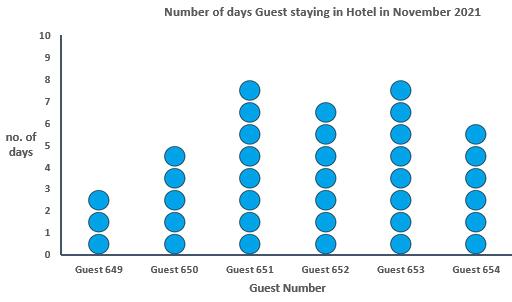 Number of days Guest staying in Hotel in November 2021
10
9
8
7
6
5
4
3
2
1
0
no. of
days
Guest 649 Guest 650 Guest 651 Guest 652 Guest 653 Guest 654
Guest Number